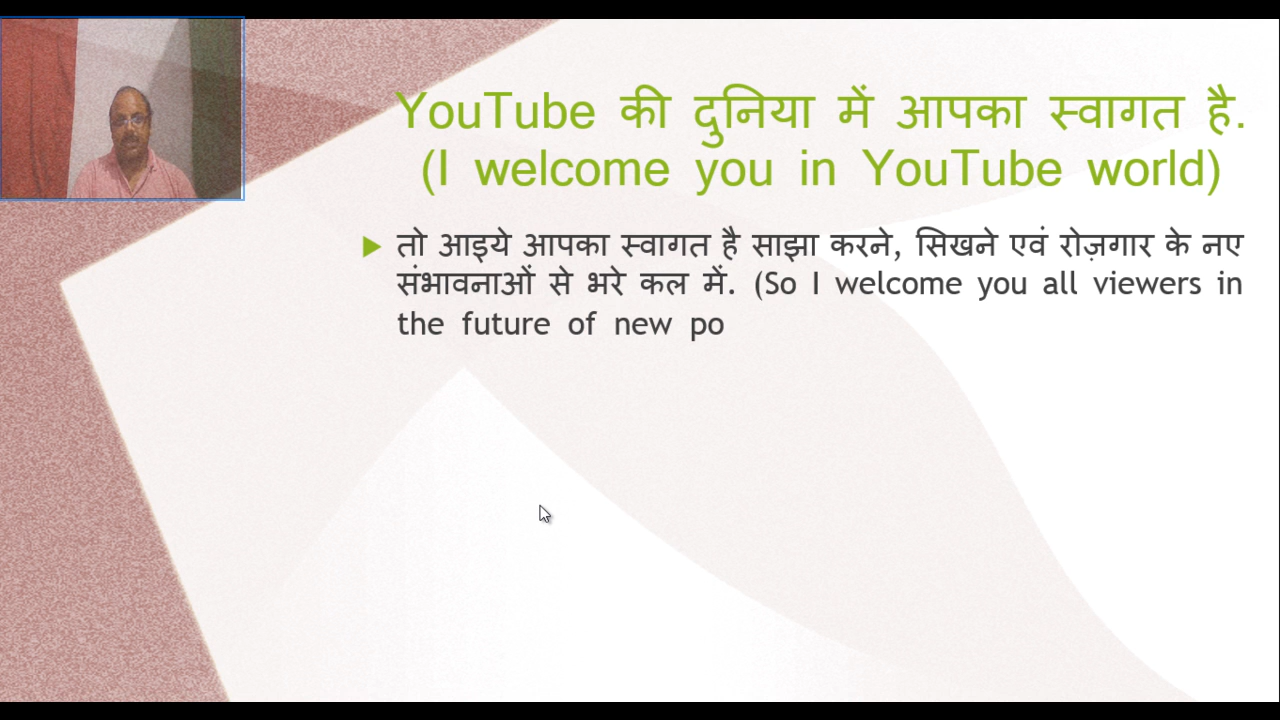 YouTube की दुनिया में आपका स्वागत है.
(I welcome you in YouTube world)
तो आइये आपका स्वागत है साझा करने, सिखने एवं रोज़गार के नए
संभावनाओं से भरे कल में. (So I welcome you all viewers in
the future of new po